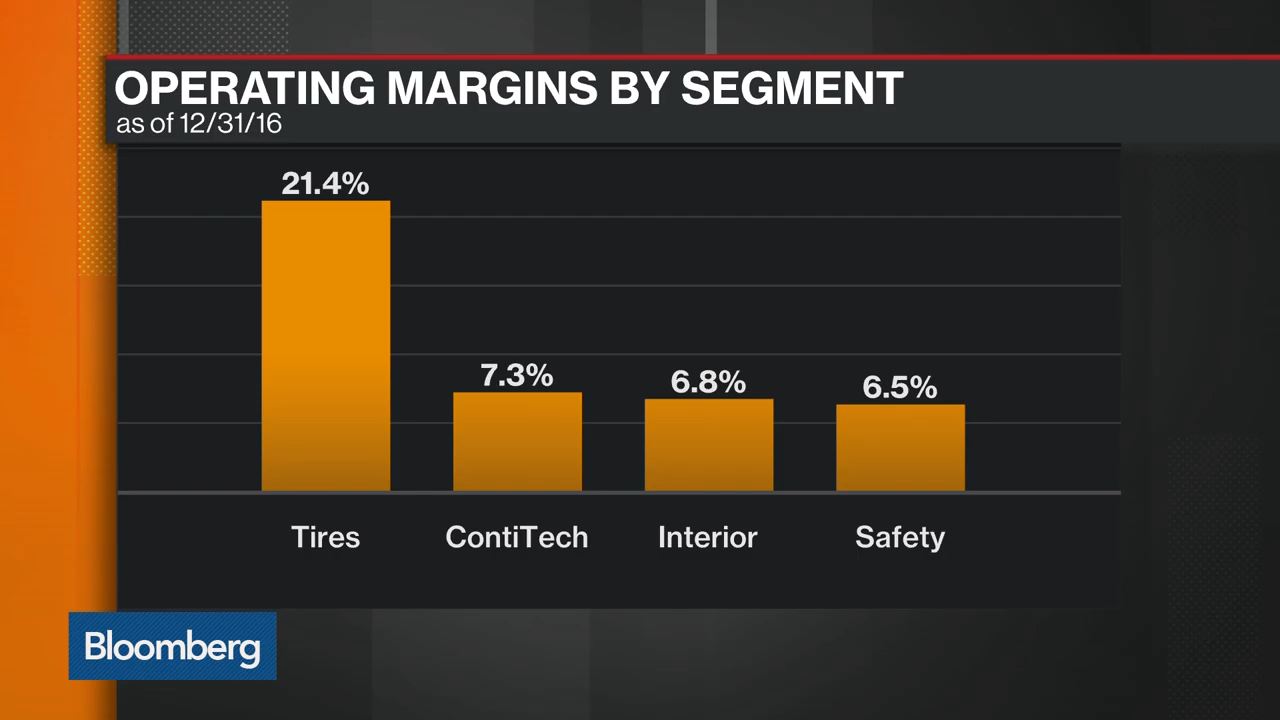 OPERATING MARGINS BY SEGMENT
as of 12/31/16
21.4%
7.3%
6.8%
6.5%
Tires
ContiTech
Interior
Safety
Bloomberg